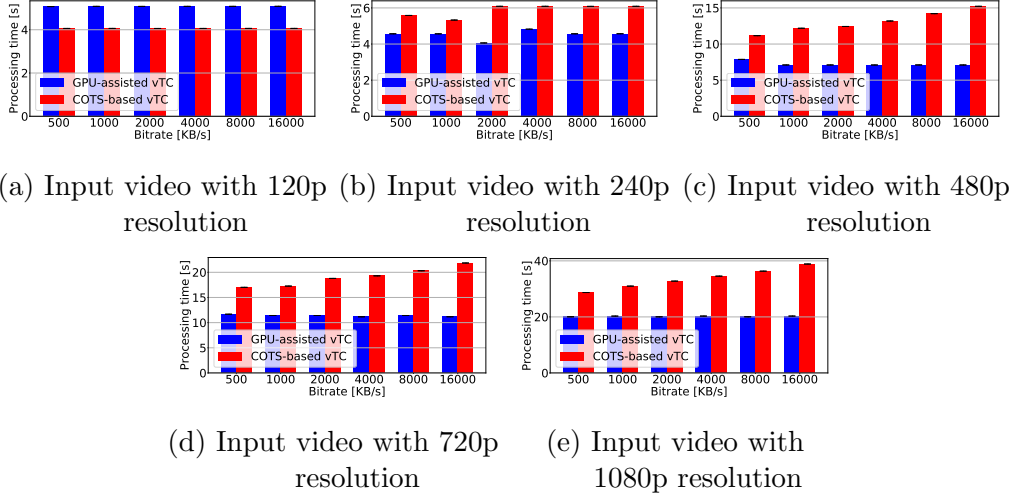 Processing time [s]
4
2
0
GPU-assisted vTC
COTS-based vTC
500 1000 2000 4000 8000 16000
Bitrate [KB/s]
Processing time [s]
6
4
2
0
GPU-assisted vTC
COTS-based vTC
500 1000 2000 4000 8000 16000
Bitrate [KB/s]
Processing time [s]
15
10
5
0
GPU-assisted vTC
COTS-based vTC
500 1000 2000 4000 8000 16000
Bitrate [KB/s]
(a) Input video with 120p
resolution
(b) Input video with 240p
resolution
(c) Input video with 480p
resolution
Processing time [s]
20
15
10
5
0
GPU-assisted vTC
COTS-based vTC
500 1000 2000 4000 8000 16000
Bitrate [KB/s]
Processing time [s]
40
20
0
GPU-assisted vTC
COTS-based vTC
500 1000 2000 4000 8000 16000
Bitrate [KB/s]
(d) Input video with 720p
resolution
(e) Input video with
1080p resolution